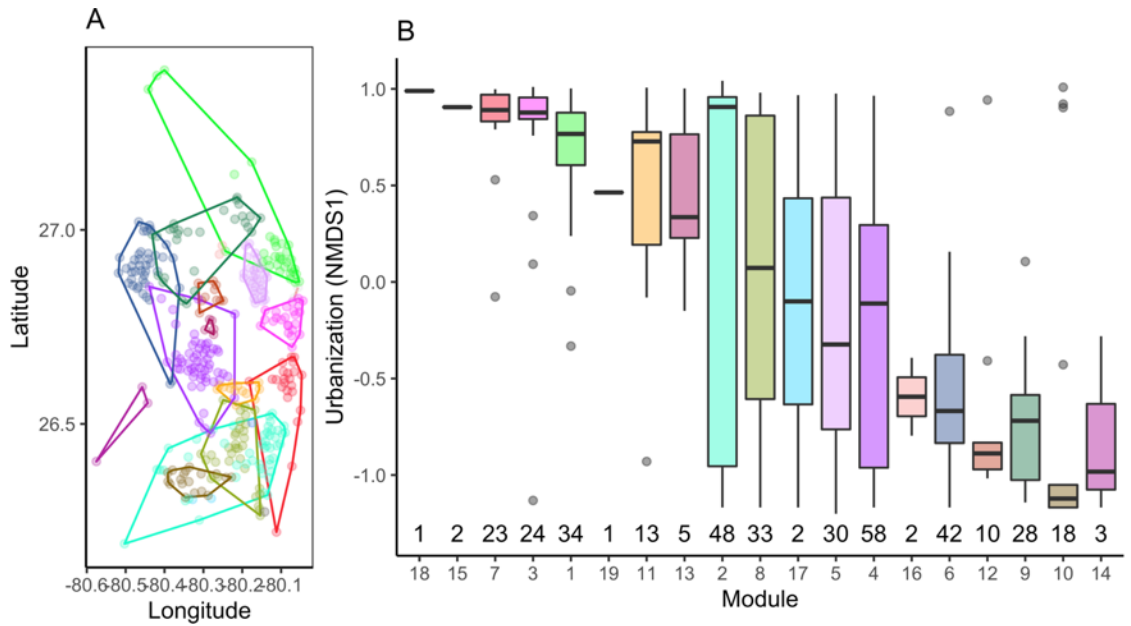 A
B
Latitude
27.0
26.5
-80.6 -80.5 -80.4 -80.3 -80.2 -80.1
Longitude
Urbanization (NMDS1)
1.0
0.5
0.0
-0.5
-1.0
1 2 23 24 34 1 13 5 48 33 2 30 58 2 42 10 28 18 3
18 15 7 3 1 19 11 13 2 8 17 5 4 16 6 12 9 10 14
Module